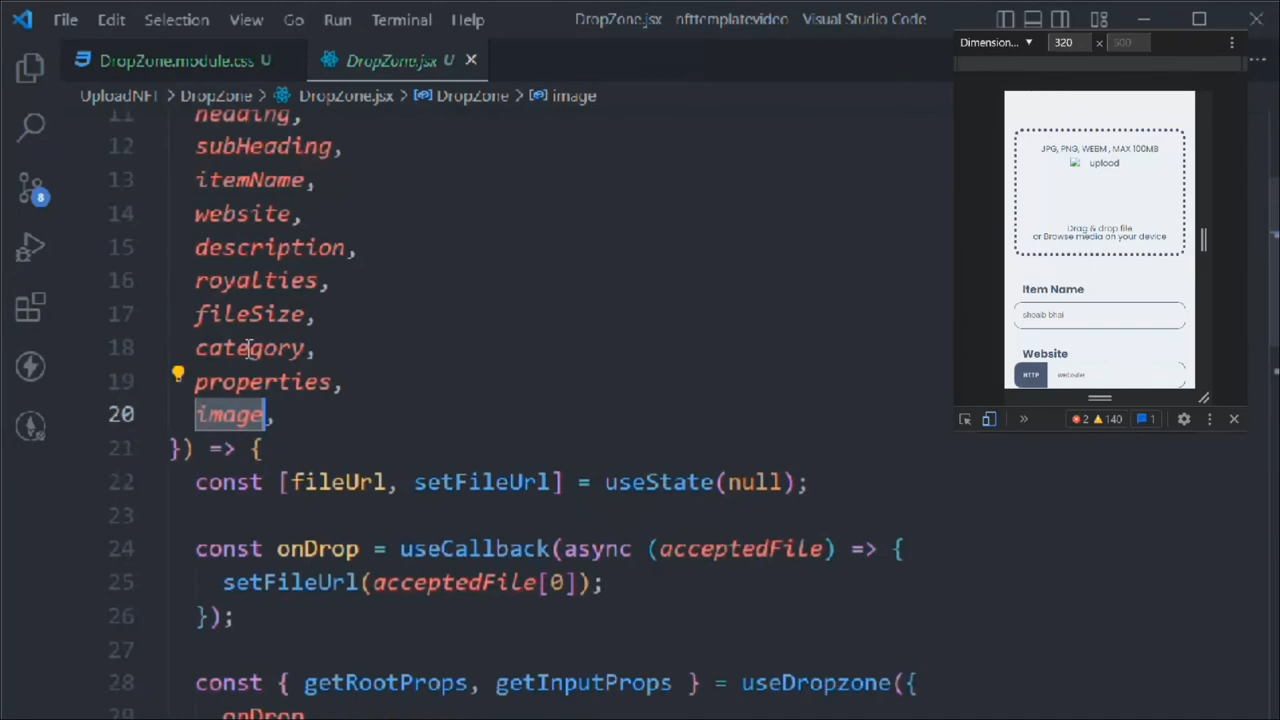 File Edit Selection View Go Run Terminal Help
DropZone.jsx - nfttemplatevideo - Visual Studio Code
DropZone.module.css U
DropZone.jsx U
UploadNFT > DropZone > DropZone.jsx > DropZone > image
11 heading,
12 subHeading,
13 itemName,
14 website,
15 description,
16 royalties,
17 fileSize,
18 category,
19 properties,
20 image,
21 }) => {
22 const [fileUrl, setFileUrl] = useState(null);
23
24 const onDrop = useCallback(async (acceptedFile) => {
25 setFileUrl(acceptedFile[0]);
26 });
27
28 const { getRootProps, getInputProps } = useDropzone({
29 onDrop
8
Dimension... 320 × 500
JPG, PNG, WEBM , MAX 100MB
upload
Drag & drop file
or Browse media on your device
Item Name
shoaib bhai
Website
HTTP website
2 140 1